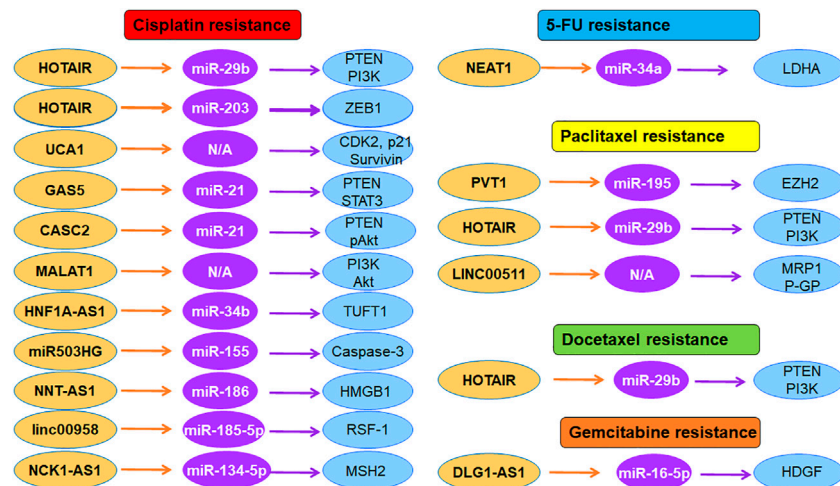 Cisplatin resistance
HOTAIR
miR-29b
PTEN
PI3K
HOTAIR
miR-203
ZEB1
UCA1
N/A
CDK2, p21
Survivin
GAS5
miR-21
PTEN
STAT3
CASC2
miR-21
PTEN
pAkt
MALAT1
N/A
PI3K
Akt
HNF1A-AS1
miR-34b
TUFT1
miR503HG
miR-155
Caspase-3
NNT-AS1
miR-186
HMGB1
linc00958
miR-185-5p
RSF-1
NCK1-AS1
miR-134-5p
MSH2
5-FU resistance
NEAT1
miR-34a
LDHA
Paclitaxel resistance
PVT1
miR-195
EZH2
HOTAIR
miR-29b
PTEN
PI3K
LINC00511
N/A
MRP1
P-GP
Docetaxel resistance
HOTAIR
miR-29b
PTEN
PI3K
Gemcitabine resistance
DLG1-AS1
miR-16-5p
HDGF